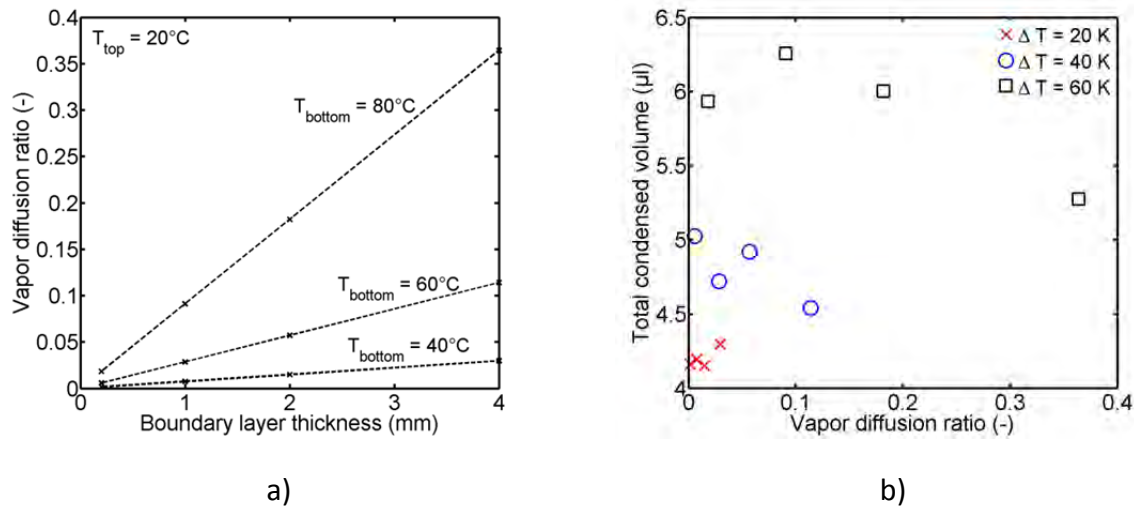 0.4
0.35
0.3
0.25
0.2
0.15
0.1
0.05
0
Vapor diffusion ratio (-)
T_top = 20°C
T_bottom = 80°C
T_bottom = 60°C
T_bottom = 40°C
0 1 2 3 4
Boundary layer thickness (mm)
a)
6.5
6
5.5
5
4.5
4
Total condensed volume (µl)
Δ T = 20 K
Δ T = 40 K
Δ T = 60 K
0 0.1 0.2 0.3 0.4
Vapor diffusion ratio (-)
b)